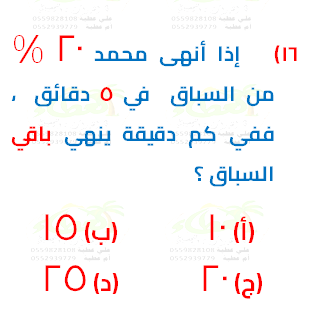 ١٦) إذا أنهى محمد ٢٠ %
من السباق في ٥ دقائق ،
ففي كم دقيقة ينهي باقي
السباق ؟
(أ) ١٠ (ب) ١٥
(ج) ٢٠ (د) ٢٥